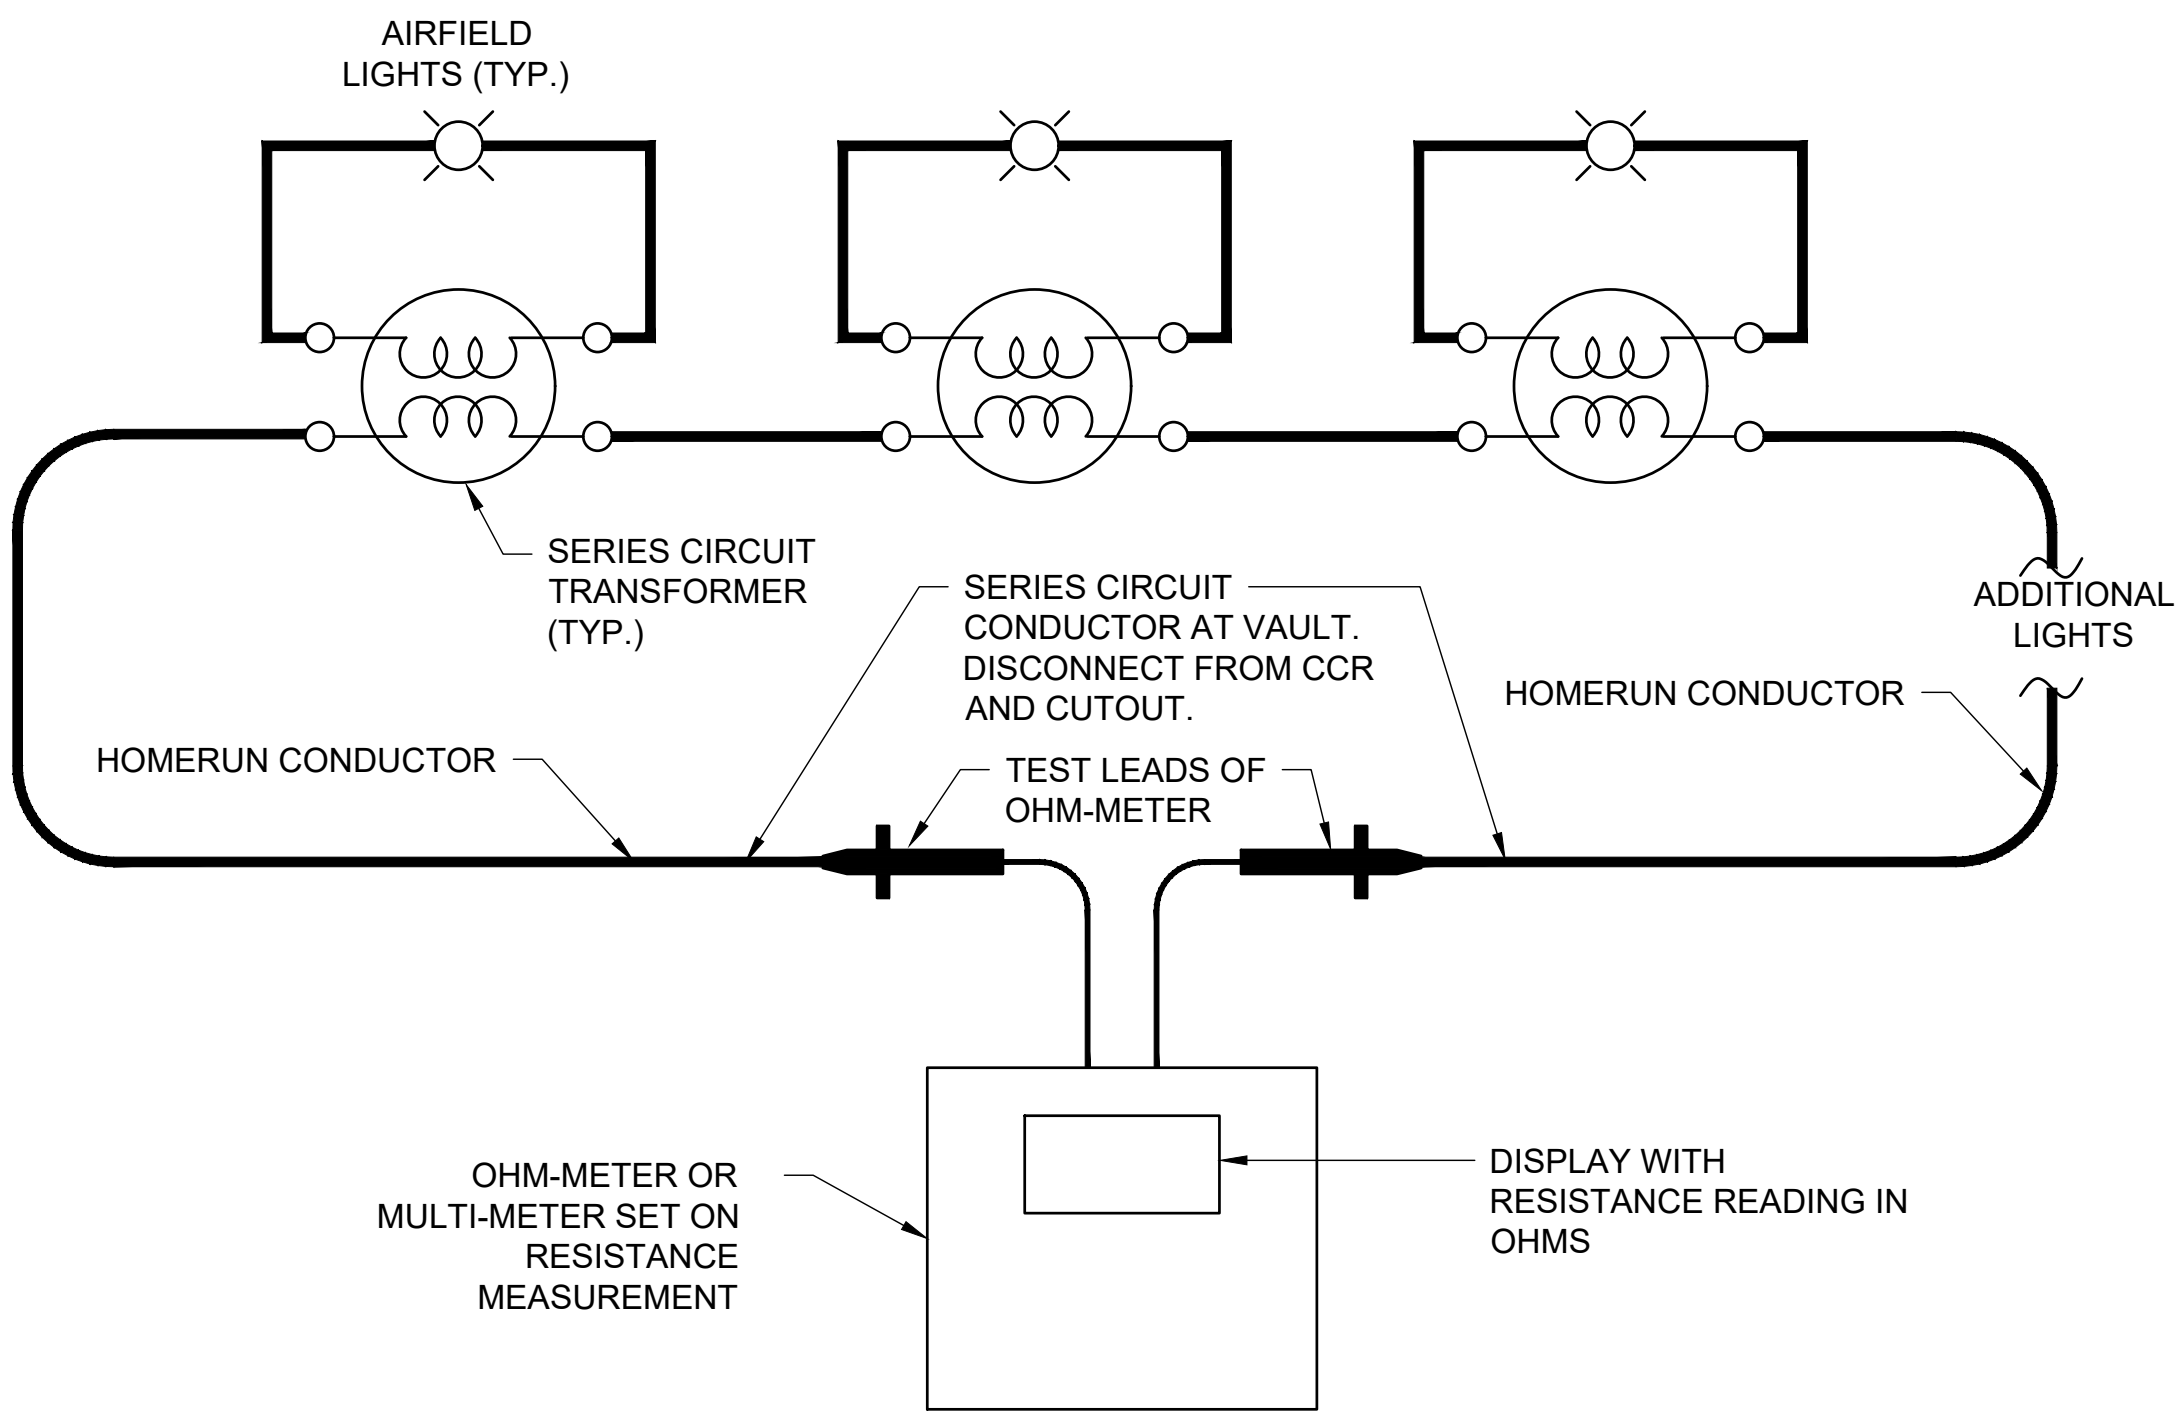 AIRFIELD
LIGHTS (TYP.)
SERIES CIRCUIT
TRANSFORMER
(TYP.)
SERIES CIRCUIT
CONDUCTOR AT VAULT.
DISCONNECT FROM CCR
AND CUTOUT.
ADDITIONAL
LIGHTS
HOMERUN CONDUCTOR
HOMERUN CONDUCTOR
TEST LEADS OF
OHM-METER
OHM-METER OR
MULTI-METER SET ON
RESISTANCE
MEASUREMENT
DISPLAY WITH
RESISTANCE READING IN
OHMS